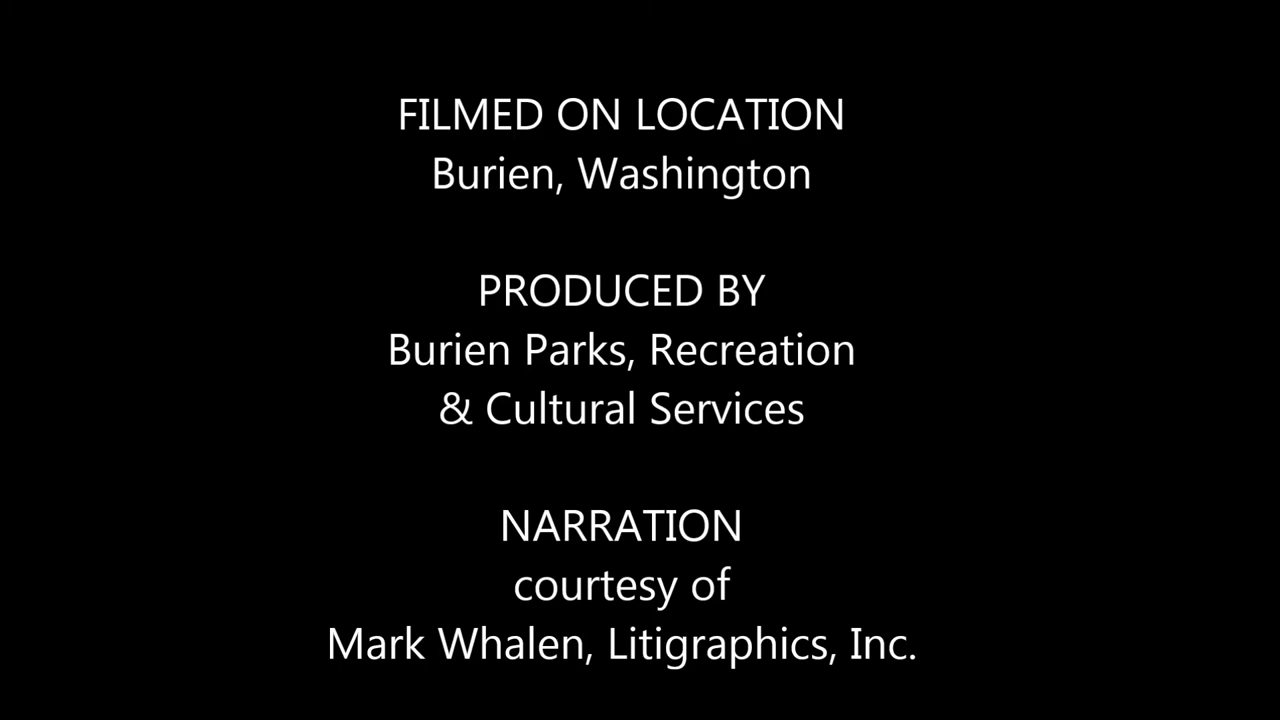 FILMED ON LOCATION
Burien, Washington
PRODUCED BY
Burien Parks, Recreation
& Cultural Services
NARRATION
courtesy of
Mark Whalen, Litigraphics, Inc.